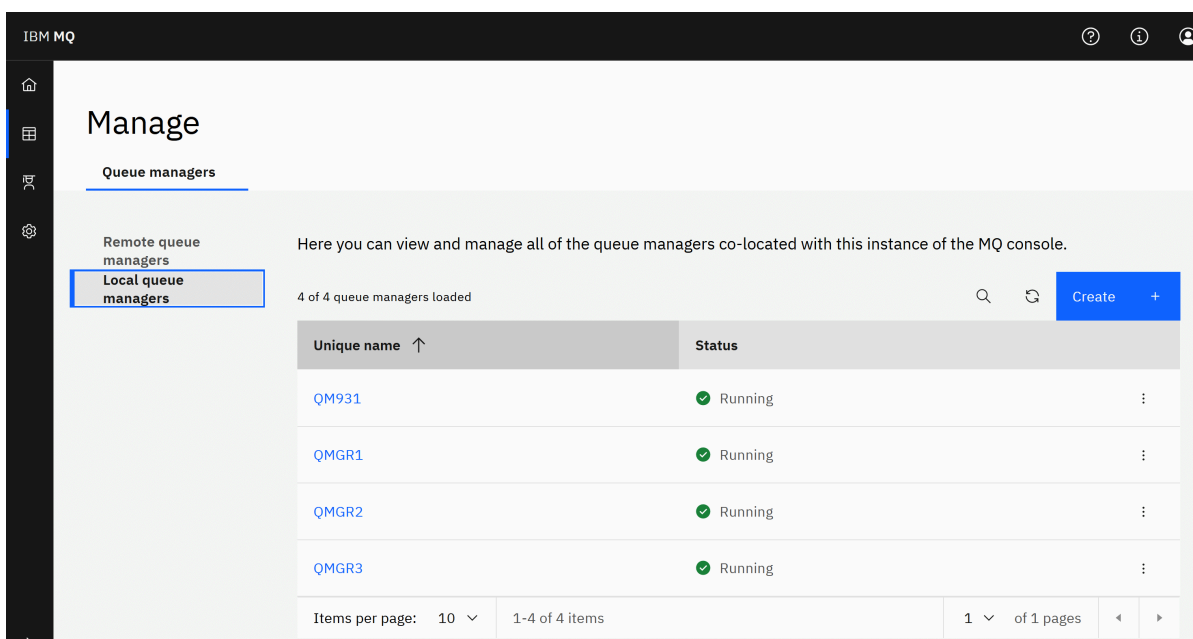 IBM MQ
Manage
Queue managers
Remote queue
managers
Local queue
managers
Here you can view and manage all of the queue managers co-located with this instance of the MQ console.
4 of 4 queue managers loaded
Create +
Unique name ↑ Status
QM931 Running
QMGR1 Running
QMGR2 Running
QMGR3 Running
Items per page: 10 1-4 of 4 items 1 of 1 pages